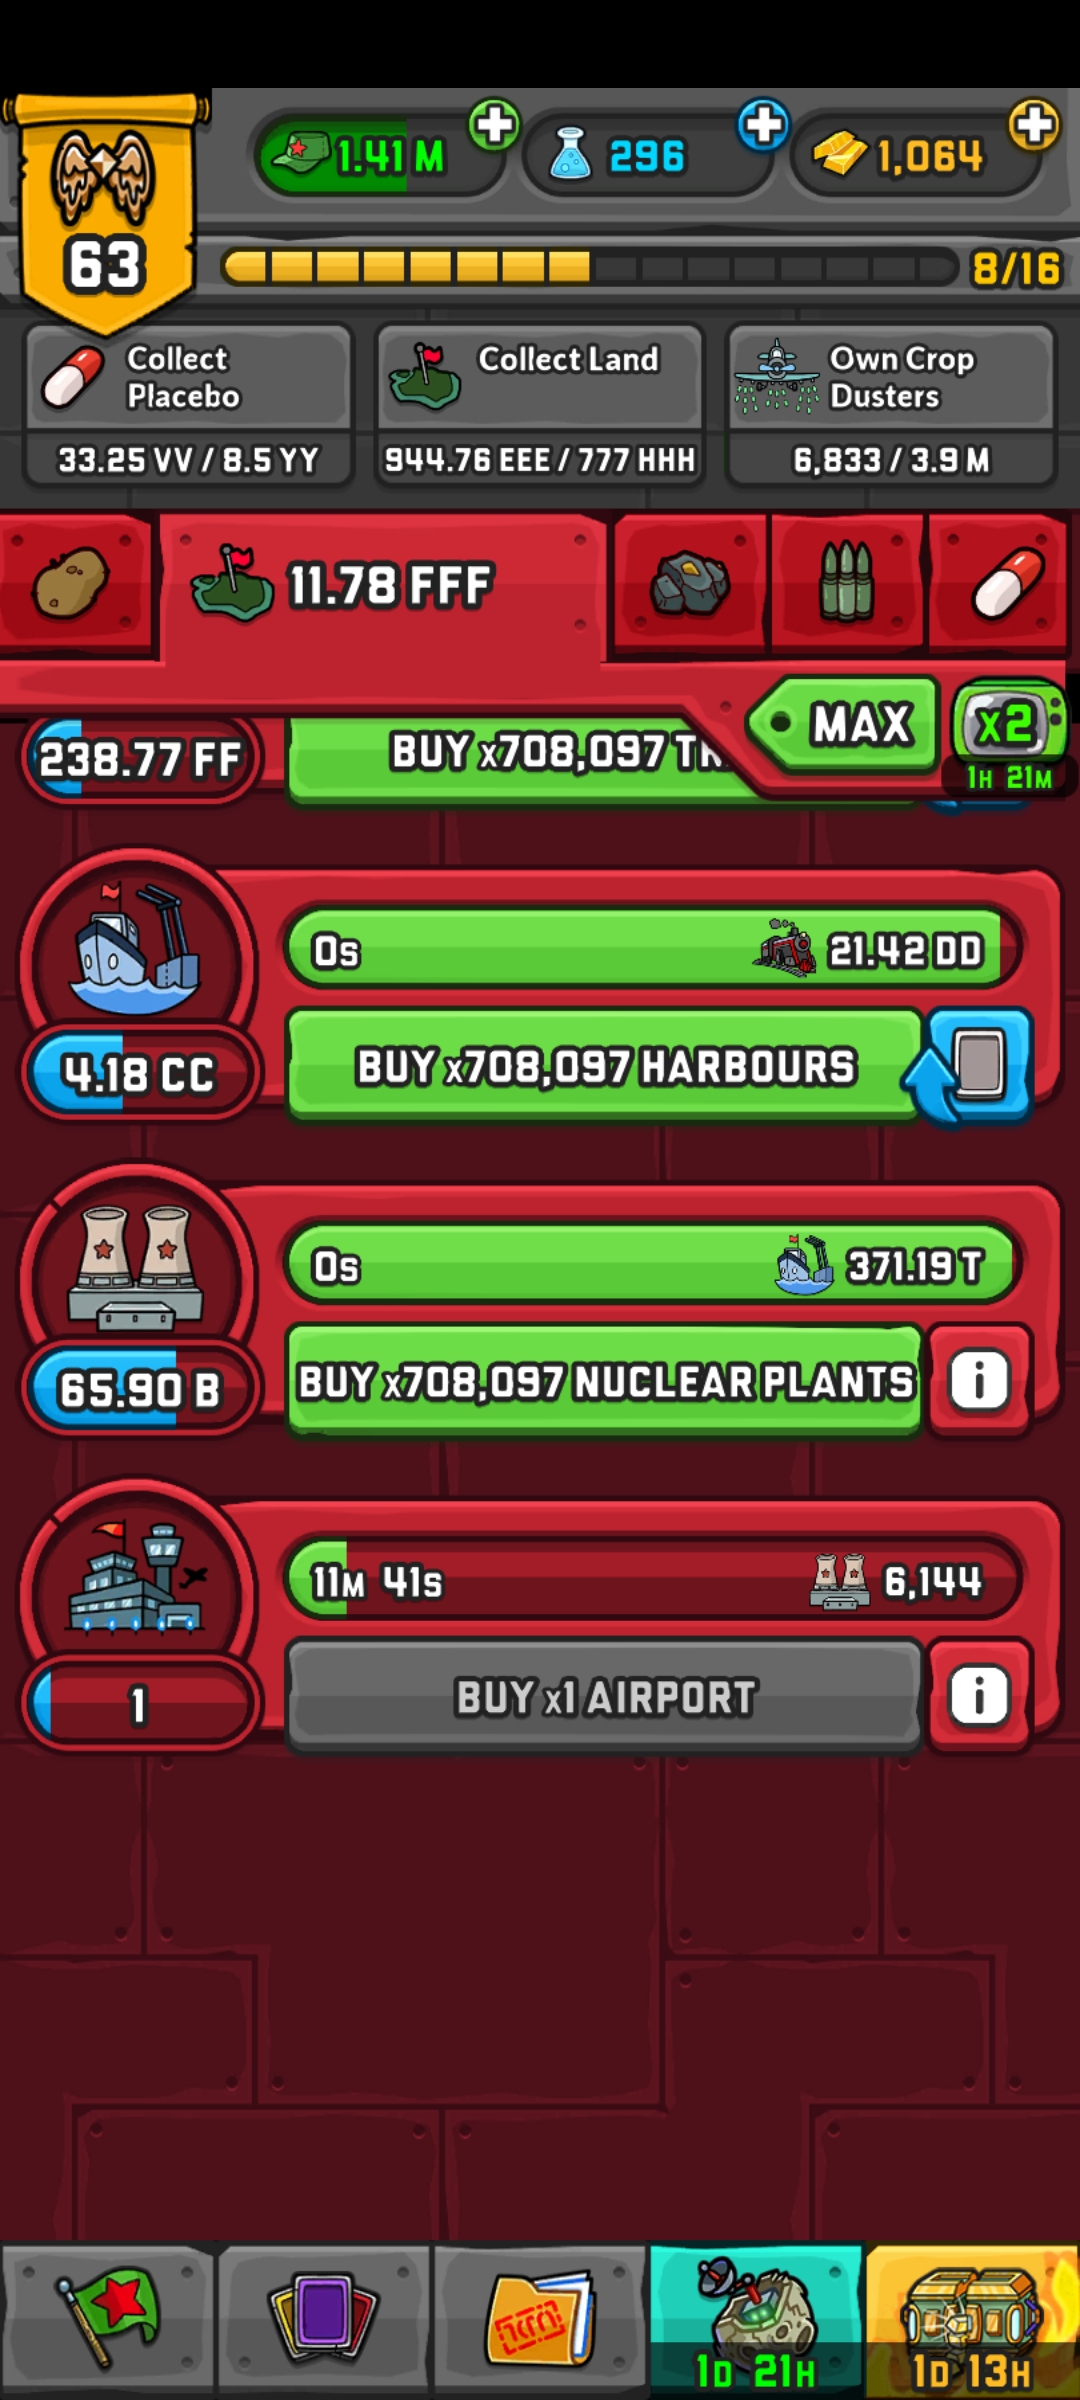 1.41 M
296
1,064
63
8/16
Collect
Placebo
33.25 VV / 8.5 YY
Collect Land
944.76 EEE / 777 HHH
Own Crop
Dusters
6,833 / 3.9 M
11.78 FFF
MAX
X2
1H 21M
238.77 FF
BUY x708,097
0s
21.42 DD
4.18 CC
BUY x708,097 HARBOURS
0s
371.19 T
65.90 B
BUY x708,097 NUCLEAR PLANTS
i
11M 41s
6,144
1
BUY x1 AIRPORT
i
1D 21H
1D 13H